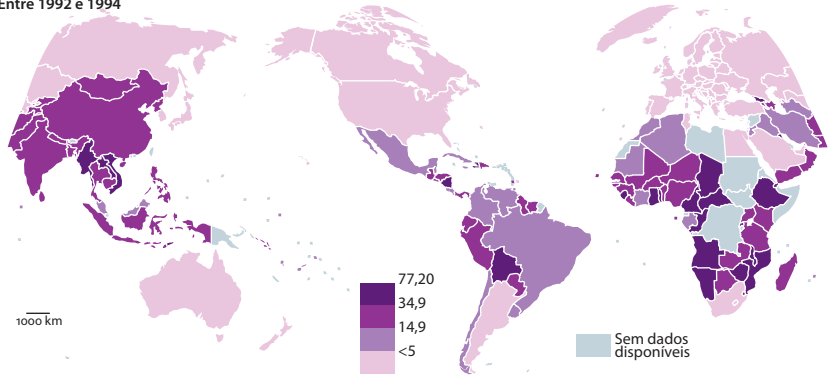 Entre 1992 e 1994
77,20
34,9
14,9
<5
1000 km
Sem dados
disponíveis